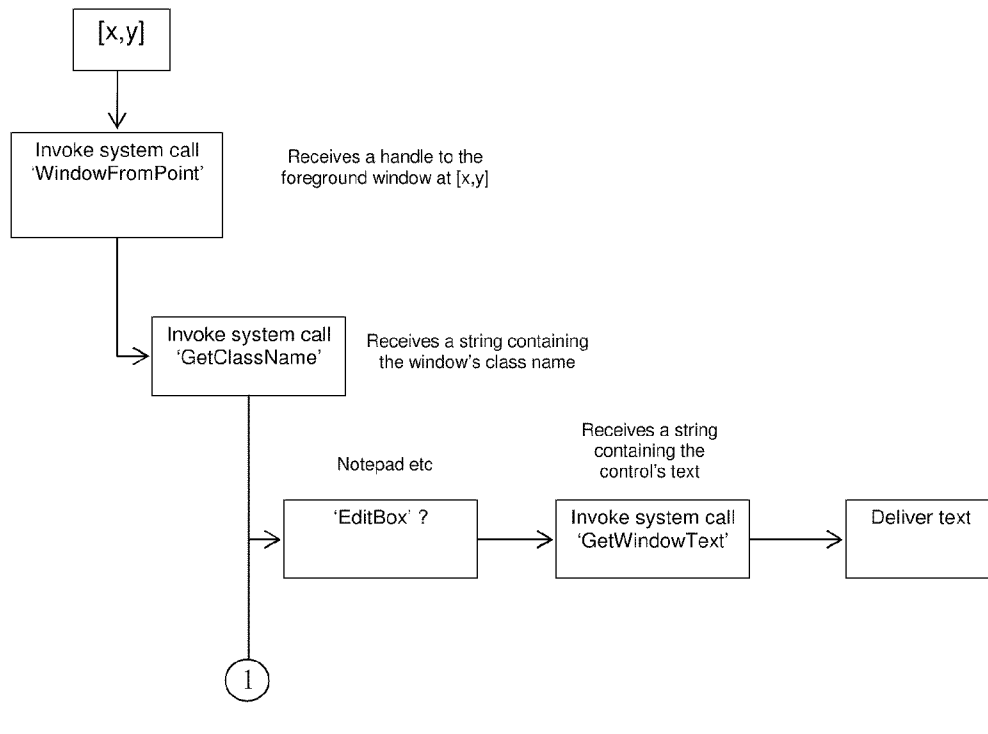 [x,y]
Invoke system call
‘WindowFromPoint’
Receives a handle to the
foreground window at [x,y]
Invoke system call
‘GetClassName’
Receives a string containing
the window’s class name
Notepad etc
Receives a string
containing the
control’s text
‘EditBox’ ?
Invoke system call
‘GetWindowText’
Deliver text
1